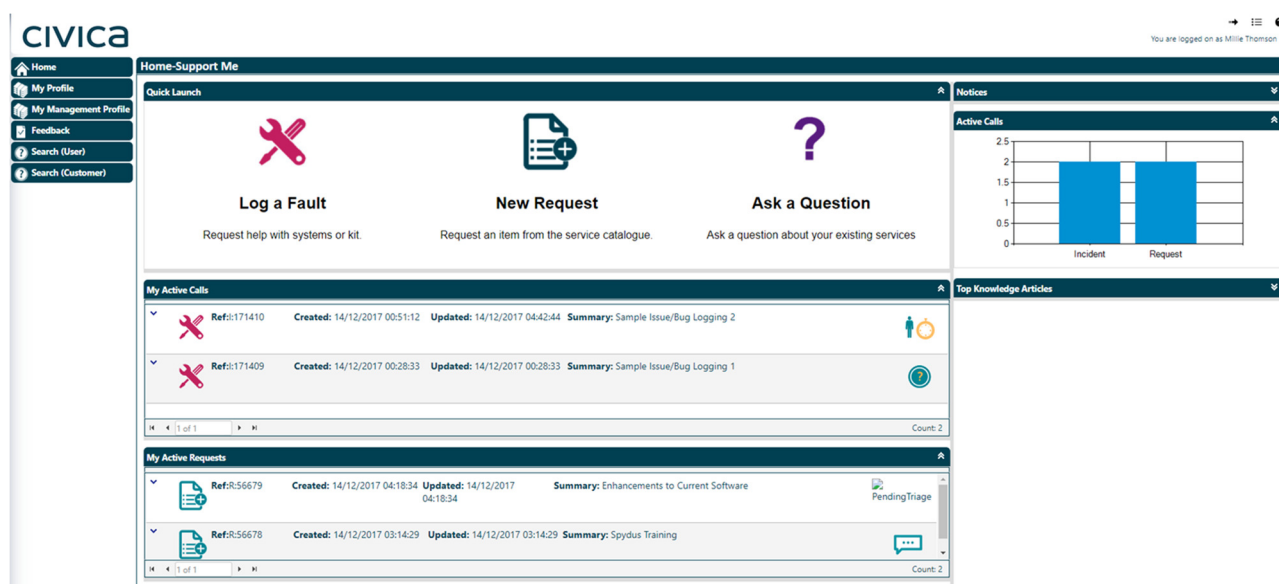 CIVICA
You are logged on as Millie Thomson
Home
My Profile
My Management Profile
Feedback
Search (User)
Search (Customer)
Home-Support Me
Quick Launch
Log a Fault
Request help with systems or kit.
New Request
Request an item from the service catalogue.
?
Ask a Question
Ask a question about your existing services
My Active Calls
Ref:I:171410 Created: 14/12/2017 00:51:12 Updated: 14/12/2017 04:42:44 Summary: Sample Issue/Bug Logging 2
Ref:I:171409 Created: 14/12/2017 00:28:33 Updated: 14/12/2017 00:28:33 Summary: Sample Issue/Bug Logging 1
?
1 of 1
Count: 2
My Active Requests
Ref:R:56679 Created: 14/12/2017 04:18:34 Updated: 14/12/2017
04:18:34
Summary: Enhancements to Current Software
PendingTriage
Ref:R:56678 Created: 14/12/2017 03:14:29 Updated: 14/12/2017 03:14:29 Summary: Spydus Training
1 of 1
Count: 2
Notices
Active Calls
2.5
2
1.5
1
0.5
0
Incident Request
Top Knowledge Articles